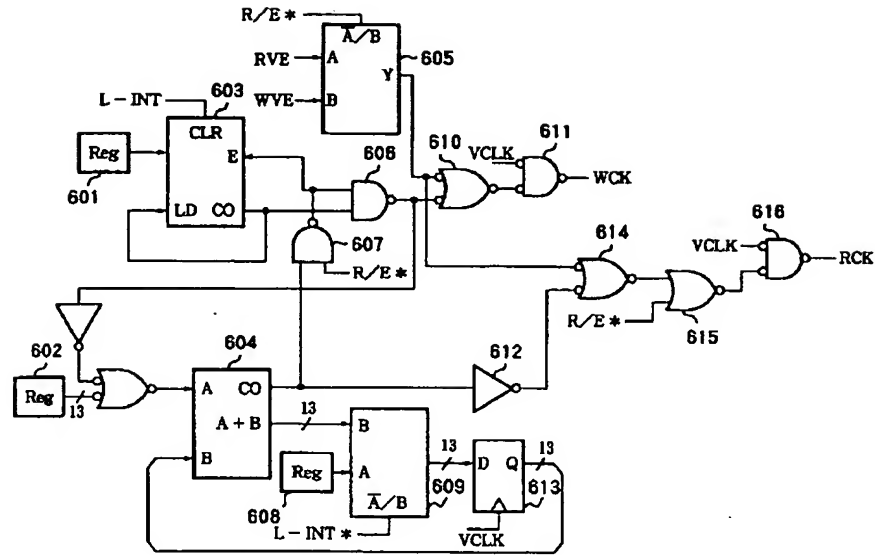 R/E*
A/B
605
RVE
A
Y
WVE
B
L-INT
603
CLR
Reg
601
E
LD
CO
606
607
R/E*
610
VCLK
611
WCK
614
R/E*
615
VCLK
616
RCK
602
Reg
13
604
A
CO
A+B
B
612
13
B
A
A/B
609
Reg
608
L-INT*
13
D
Q
613
VCLK
13